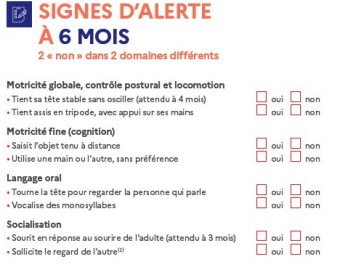 SIGNES D'ALERTE
À 6 MOIS
2 « non » dans 2 domaines différents
Motricité globale, contrôle postural et locomotion
• Tient sa tête stable sans osciller (attendu à 4 mois) oui non
• Tient assis en tripode, avec appui sur ses mains oui non
Motricité fine (cognition)
• Saisit l'objet tenu à distance oui non
• Utilise une main ou l'autre, sans préférence oui non
Langage oral
• Tourne la tête pour regarder la personne qui parle oui non
• Vocalise des monosyllabes oui non
Socialisation
• Sourit en réponse au sourire de l'adulte (attendu à 3 mois) oui non
• Sollicite le regard de l'autre(2) oui non